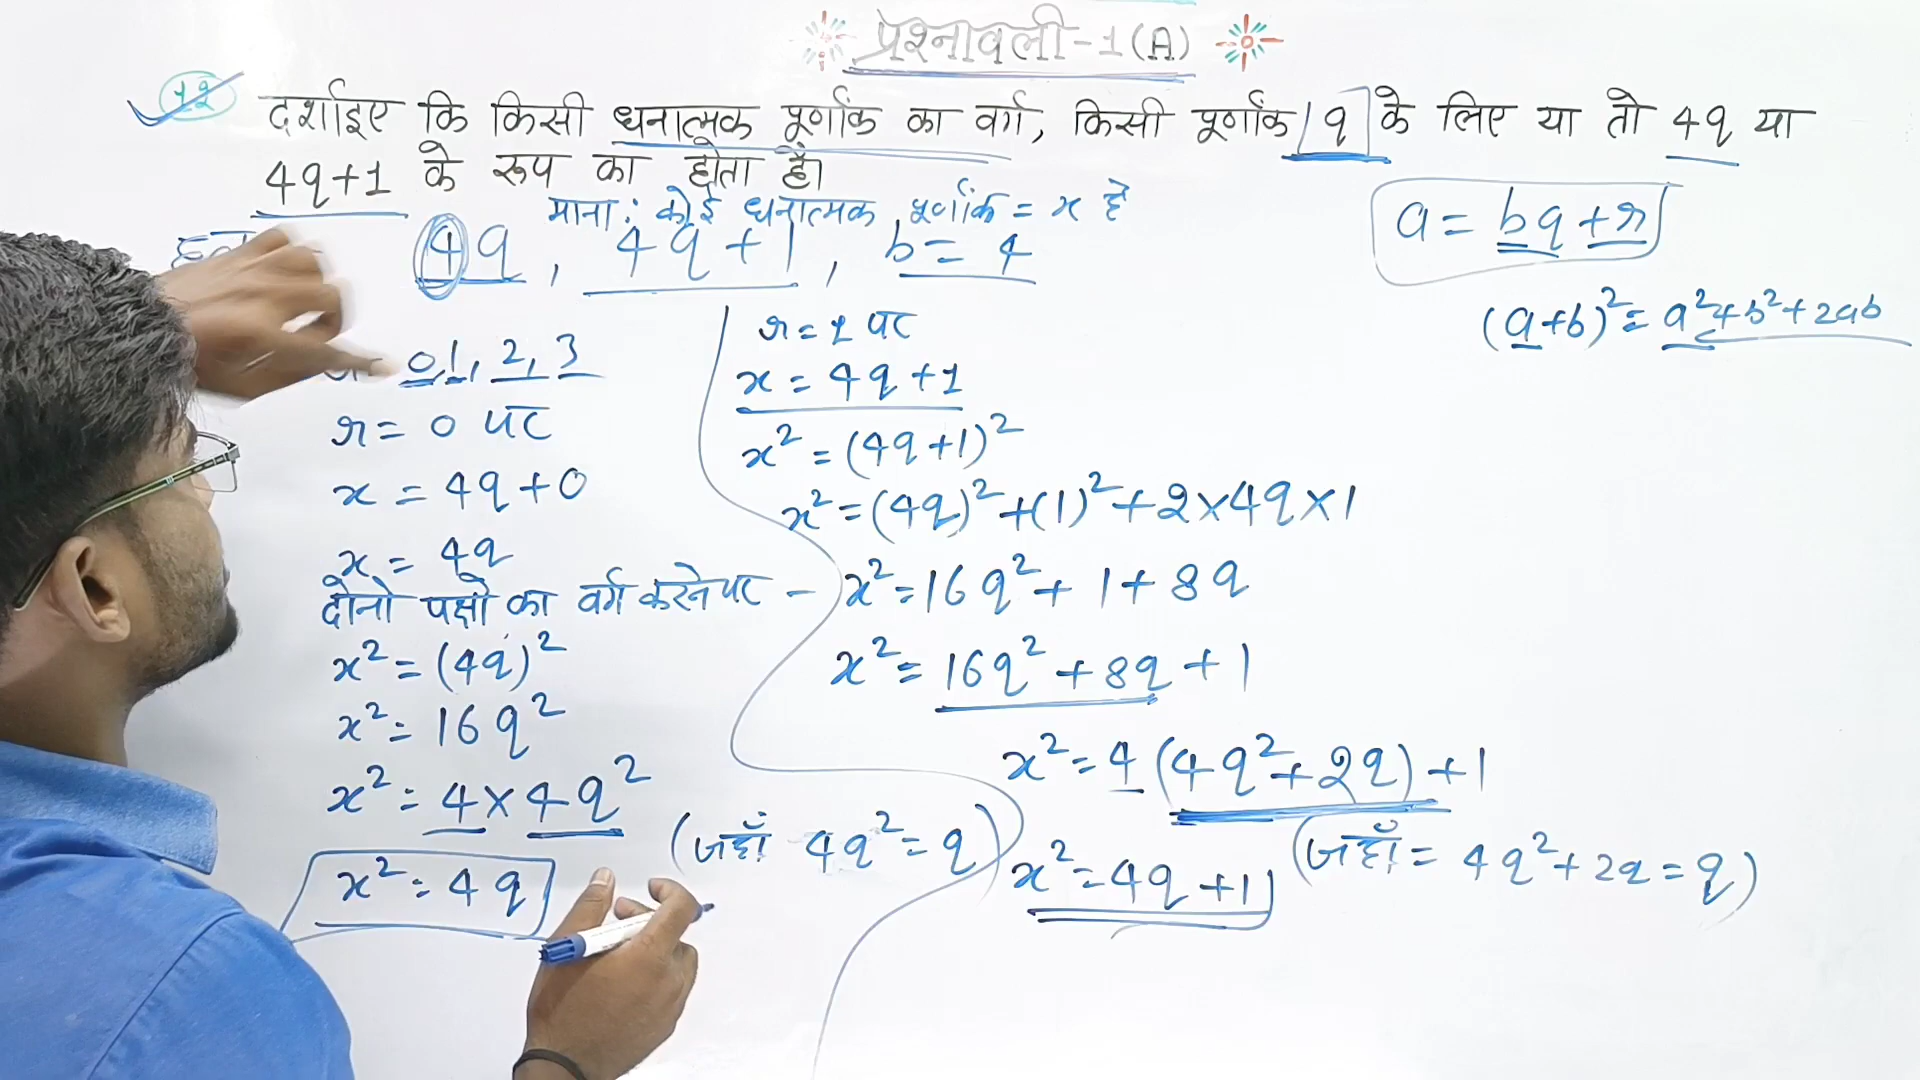 प्रश्नावली-1(A)
12 दर्शाइए कि किसी धनात्मक पूर्णांक का वर्ग, किसी पूर्णांक q के लिए या तो 4q या
4q+1 के रूप का होता है।
माना: कोई धनात्मक पूर्णांक = x है
4q, 4q+1, b=4
a = bq+r
(a+b)²= a²+b²+2ab
0,1, 2, 3
r= 0 पर
x = 4q+0
x = 4q
दोनो पक्षो का वर्ग करने पर -
x² = (4q)²
x² = 16q²
x² = 4×4q²
(जहाँ 4q² = q)
x² = 4q
r=1 पर
x = 4q+1
x² = (4q+1)²
x² = (4q)²+(1)²+2×4q×1
x² = 16q²+1+8q
x² = 16q²+8q+1
x² = 4(4q²+2q)+1
(जहाँ = 4q²+2q = q)
x² = 4q+1